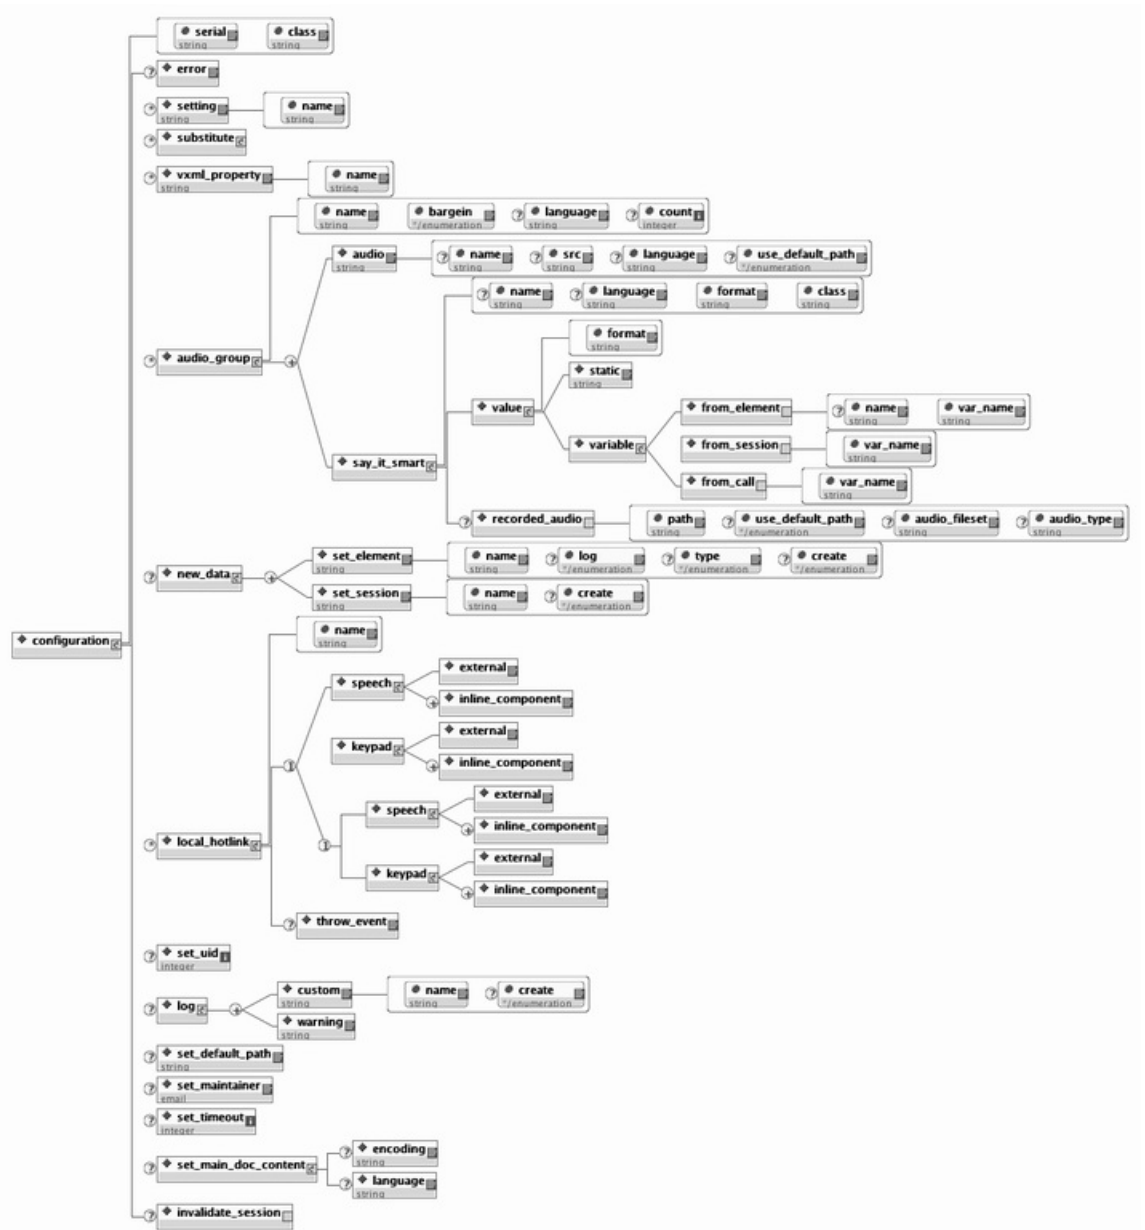 serial class
string string
? error
* setting name
string string
* substitute
* vxml_property name
string string
name bargein ? language ? count
string */enumeration string integer
audio ? name ? src ? language ? use_default_path
string string string string */enumeration
? name ? language format class
string string string string
format
string
* audio_group +
static
string
value from_element ? name var_name
string string
variable from_session var_name
string
say_it_smart from_call var_name
string
? recorded_audio path ? use_default_path ? audio_fileset ? audio_type
string */enumeration string string
? new_data + set_element name ? log ? type ? create
string string */enumeration */enumeration */enumeration
set_session name ? create
string string */enumeration
configuration
name
string
speech external
+ inline_component
keypad external
+ inline_component
1
speech external
+ inline_component
* local_hotlink
1
keypad external
+ inline_component
? throw_event
? set_uid
integer
? log + custom name ? create
string string */enumeration
warning
string
? set_default_path
string
? set_maintainer
email
? set_timeout
integer
? set_main_doc_content ? encoding
string
? language
string
? invalidate_session